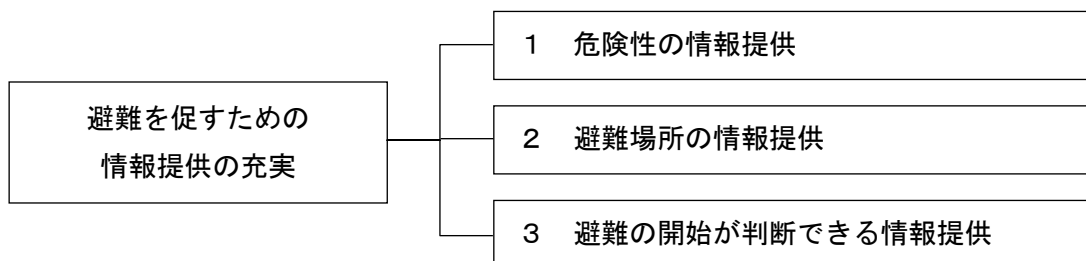 避難を促すための
情報提供の充実
１　危険性の情報提供
２　避難場所の情報提供
３　避難の開始が判断できる情報提供